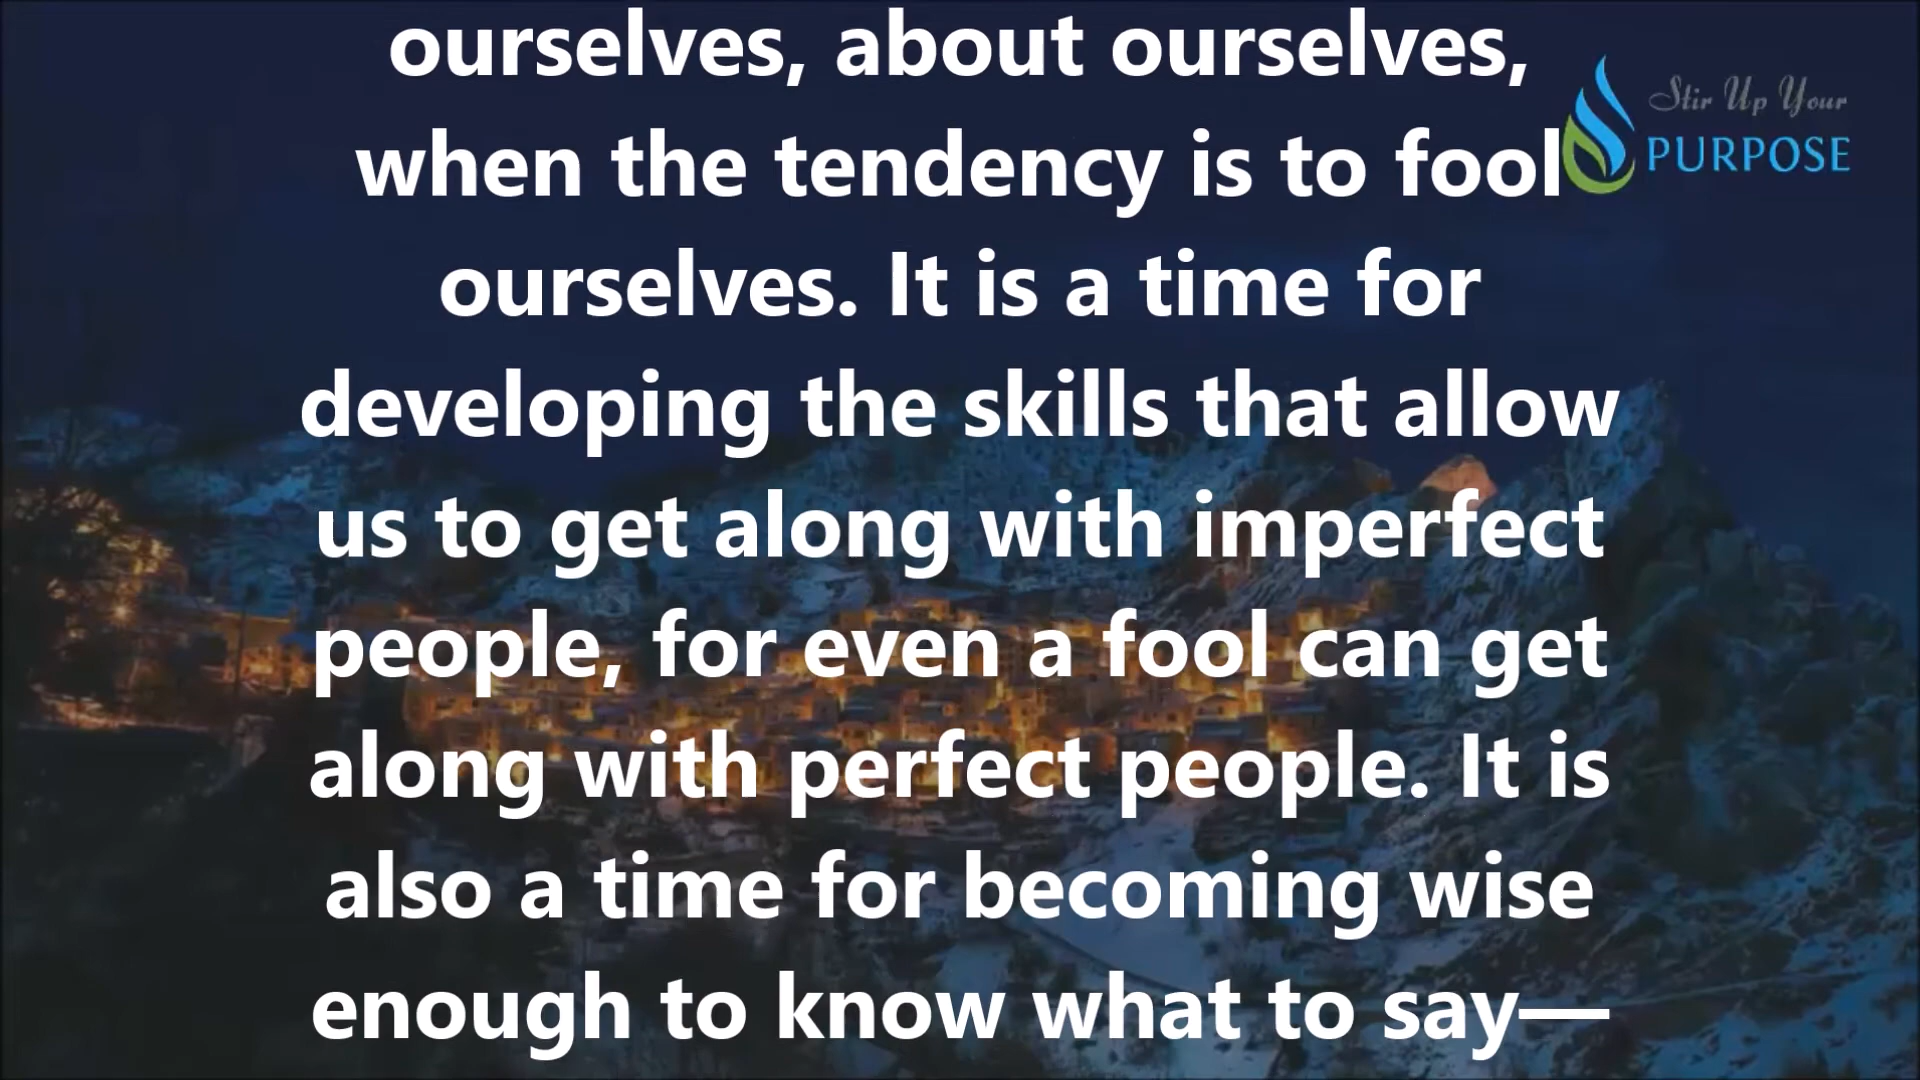 ourselves, about ourselves,
when the tendency is to fool
ourselves. It is a time for
developing the skills that allow
us to get along with imperfect
people, for even a fool can get
along with perfect people. It is
also a time for becoming wise
enough to know what to say—
Stir Up Your
PURPOSE